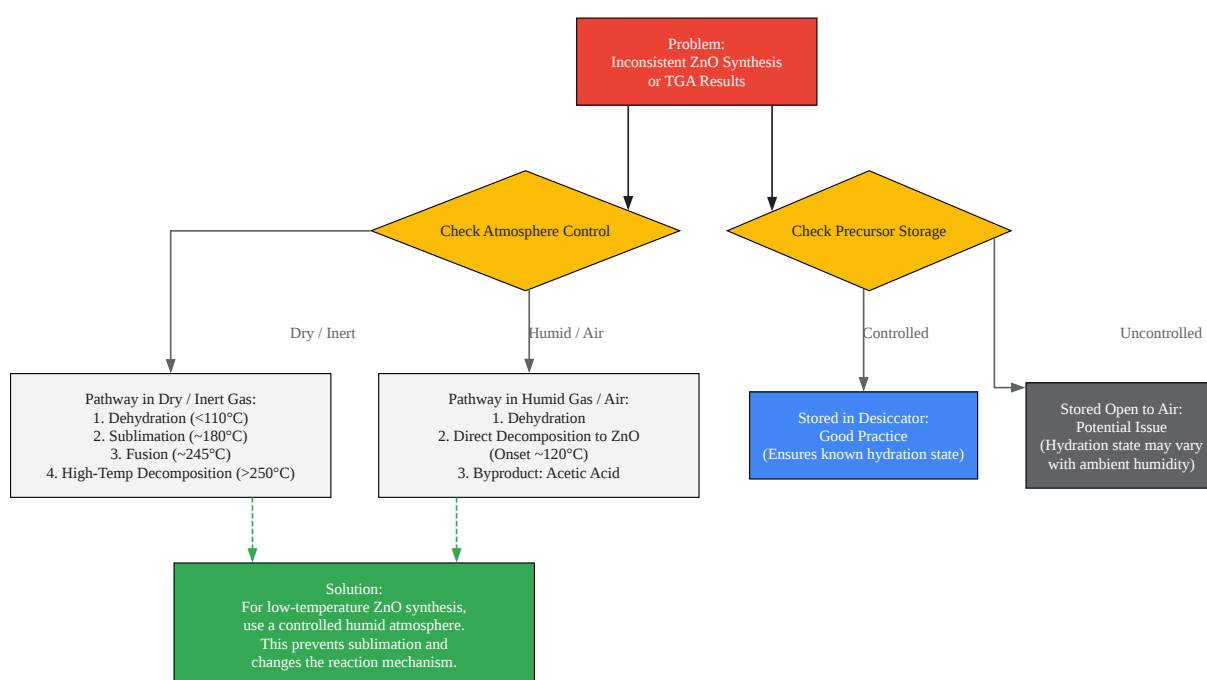 Problem:
Inconsistent ZnO Synthesis
or TGA Results
Check Atmosphere Control
Check Precursor Storage
Dry / Inert
Humid / Air
Controlled
Uncontrolled
Pathway in Dry / Inert Gas:
1. Dehydration (<110°C)
2. Sublimation (~180°C)
3. Fusion (~245°C)
4. High-Temp Decomposition (>250°C)
Pathway in Humid Gas / Air:
1. Dehydration
2. Direct Decomposition to ZnO
(Onset ~120°C)
3. Byproduct: Acetic Acid
Stored in Desiccator:
Good Practice
(Ensures known hydration state)
Stored Open to Air:
Potential Issue
(Hydration state may vary
with ambient humidity)
Solution:
For low-temperature ZnO synthesis,
use a controlled humid atmosphere.
This prevents sublimation and
changes the reaction mechanism.